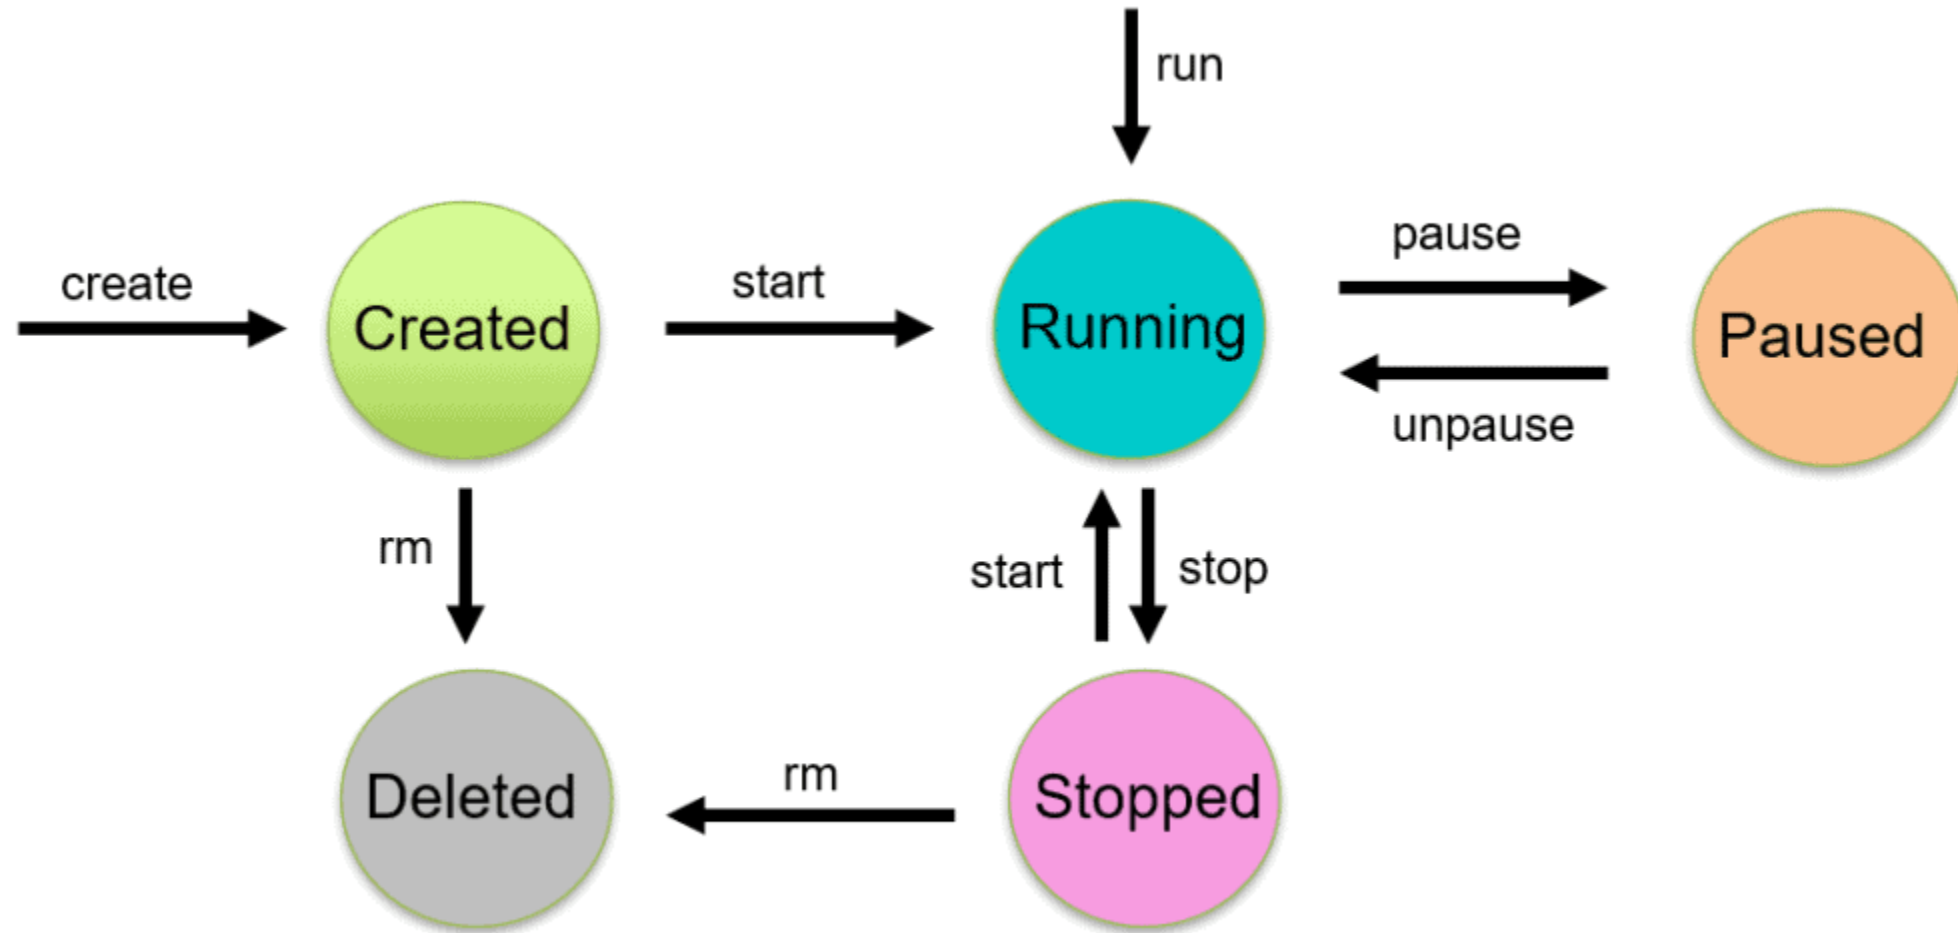 run
create
Created
start
Running
pause
unpause
Paused
rm
start
stop
Deleted
rm
Stopped